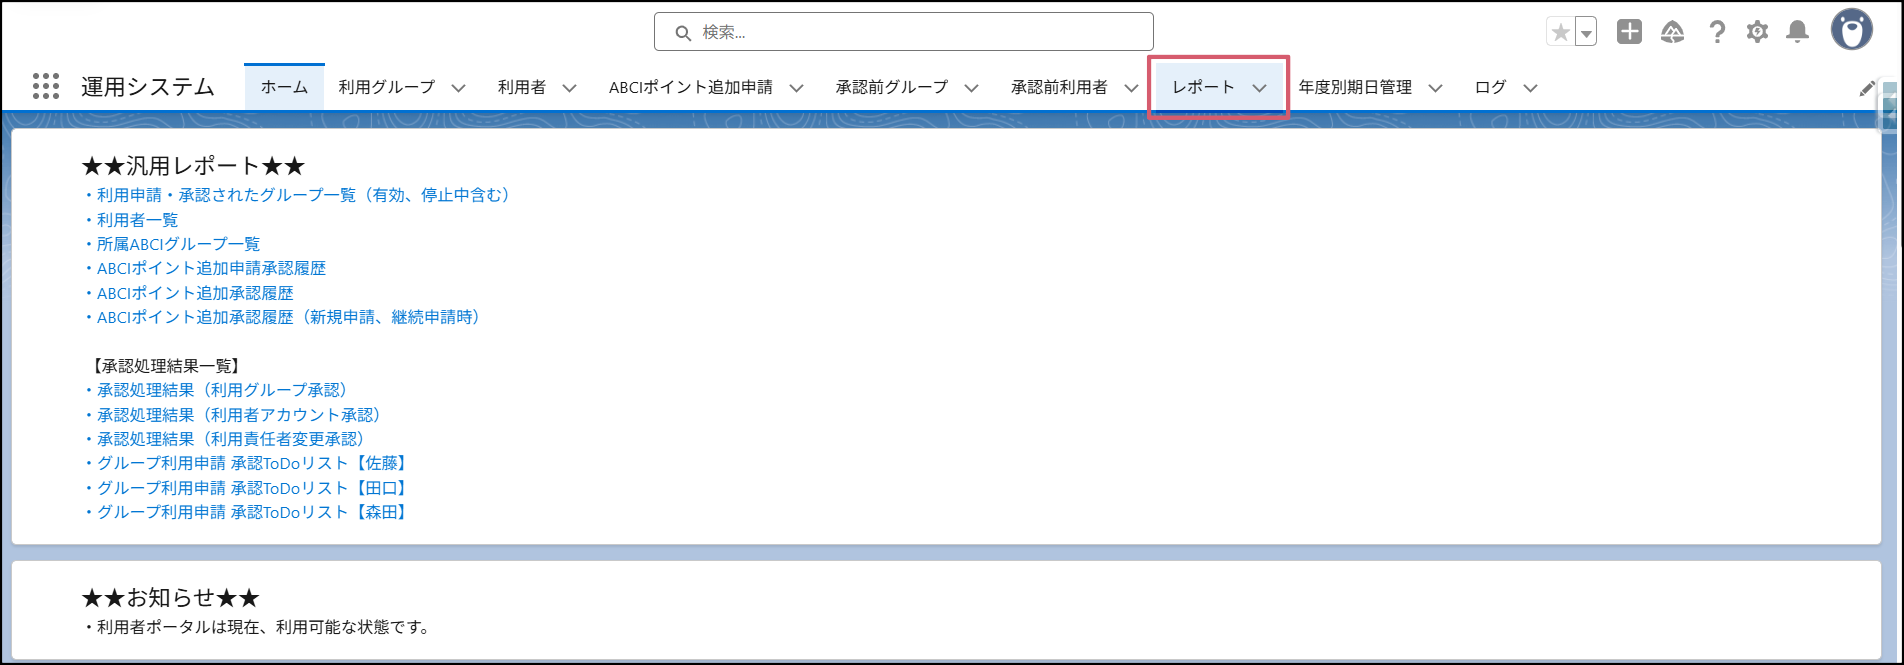 検索...
運用システム ホーム 利用グループ 利用者 ABCIポイント追加申請 承認前グループ 承認前利用者 レポート 年度別期日管理 ログ
★★汎用レポート★★
・利用申請・承認されたグループ一覧（有効、停止中含む）
・利用者一覧
・所属ABCIグループ一覧
・ABCIポイント追加申請承認履歴
・ABCIポイント追加承認履歴
・ABCIポイント追加承認履歴（新規申請、継続申請時）
【承認処理結果一覧】
・承認処理結果（利用グループ承認）
・承認処理結果（利用者アカウント承認）
・承認処理結果（利用責任者変更承認）
・グループ利用申請 承認ToDoリスト【佐藤】
・グループ利用申請 承認ToDoリスト【田口】
・グループ利用申請 承認ToDoリスト【森田】
★★お知らせ★★
・利用者ポータルは現在、利用可能な状態です。